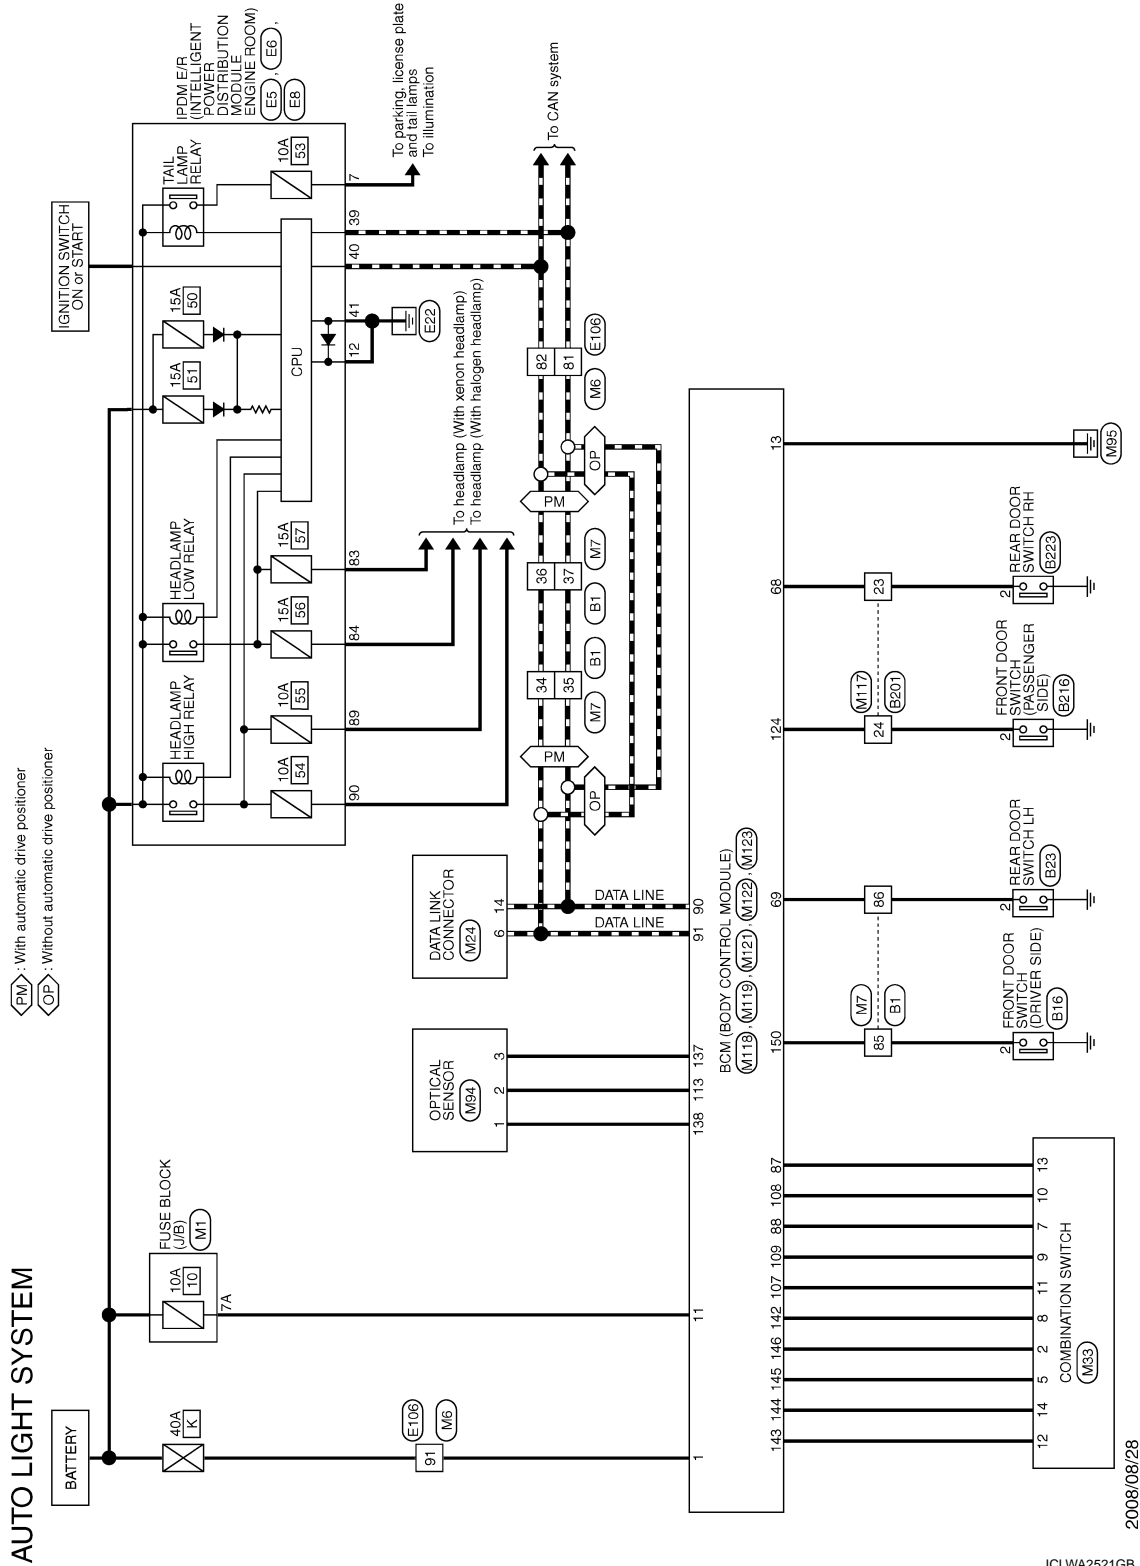 AUTO LIGHT SYSTEM
PM : With automatic drive positioner
OP : Without automatic drive positioner
BATTERY
IGNITION SWITCH
ON or START
40A
K
FUSE BLOCK
(J/B)
M1
10A
10
7A
E106
M6
91
IPDM E/R
(INTELLIGENT
POWER
DISTRIBUTION
MODULE
ENGINE ROOM)
E5 , E6 ,
E8
HEADLAMP
HIGH RELAY
HEADLAMP
LOW RELAY
TAIL
LAMP
RELAY
15A
51
15A
50
10A
54
10A
55
15A
56
15A
57
10A
53
CPU
90
89
84
83
12
41
40
39
7
E22
To parking, license plate
and tail lamps
To illumination
To headlamp (With xenon headlamp)
To headlamp (With halogen headlamp)
To CAN system
OPTICAL
SENSOR
M94
1
2
3
DATA LINK
CONNECTOR
M24
6
14
DATA LINE
DATA LINE
OP
PM
34
35
M7
B1
36
37
B1
M7
PM
OP
82
81
M6
E106
1
11
138
113
137
91
90
BCM (BODY CONTROL MODULE)
M118 , M119 , M121 , M122 , M123
143
144
145
146
142
107
109
88
108
87
150
69
124
68
13
12
14
5
2
8
11
9
7
10
13
COMBINATION SWITCH
M33
85
86
M7
B1
24
23
M117
B201
2
FRONT DOOR
SWITCH
(DRIVER SIDE)
B16
2
REAR DOOR
SWITCH LH
B23
2
FRONT DOOR
SWITCH
(PASSENGER
SIDE)
B216
2
REAR DOOR
SWITCH RH
B223
M95
2008/08/28
JCLWA2521GB